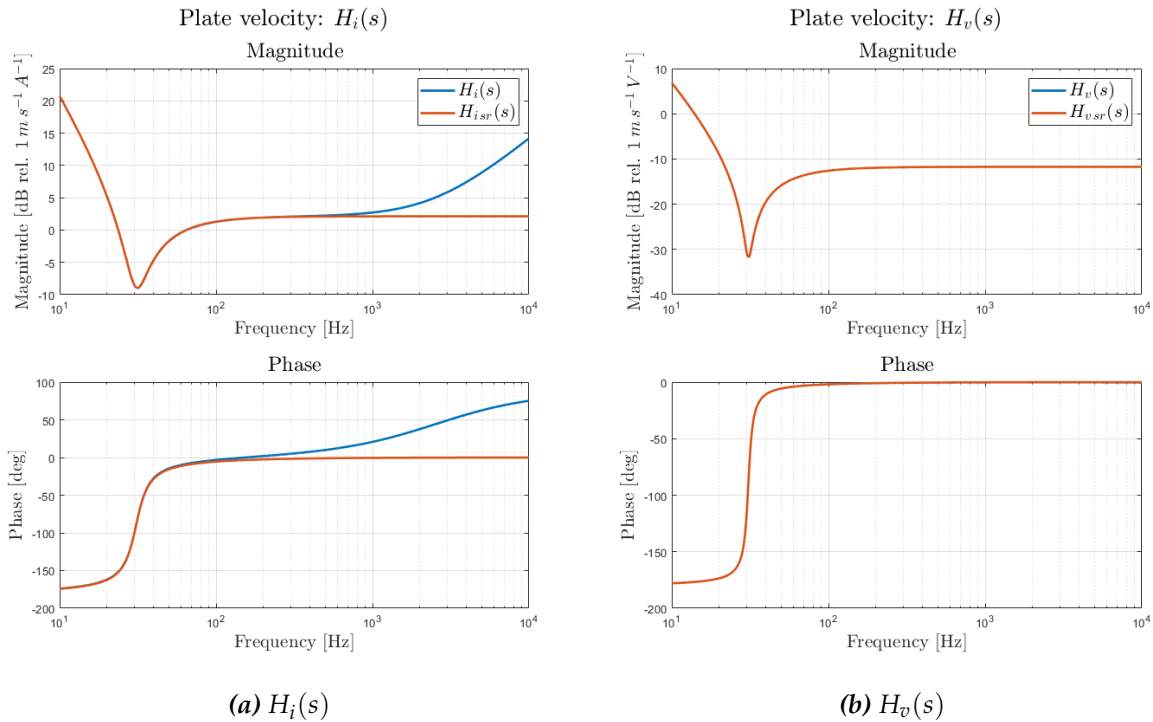 Plate velocity: H_i(s)
Magnitude
Magnitude [dB rel. 1 m s^{-1} A^{-1}]
25
20
15
10
5
0
-5
-10
H_i(s)
H_{i sr}(s)
10^1
10^2
10^3
10^4
Frequency [Hz]
Phase
Phase [deg]
100
50
0
-50
-100
-150
-200
10^1
10^2
10^3
10^4
Frequency [Hz]
(a) H_i(s)
Plate velocity: H_v(s)
Magnitude
Magnitude [dB rel. 1 m s^{-1} V^{-1}]
10
0
-10
-20
-30
-40
H_v(s)
H_{v sr}(s)
10^1
10^2
10^3
10^4
Frequency [Hz]
Phase
Phase [deg]
0
-50
-100
-150
-200
10^1
10^2
10^3
10^4
Frequency [Hz]
(b) H_v(s)